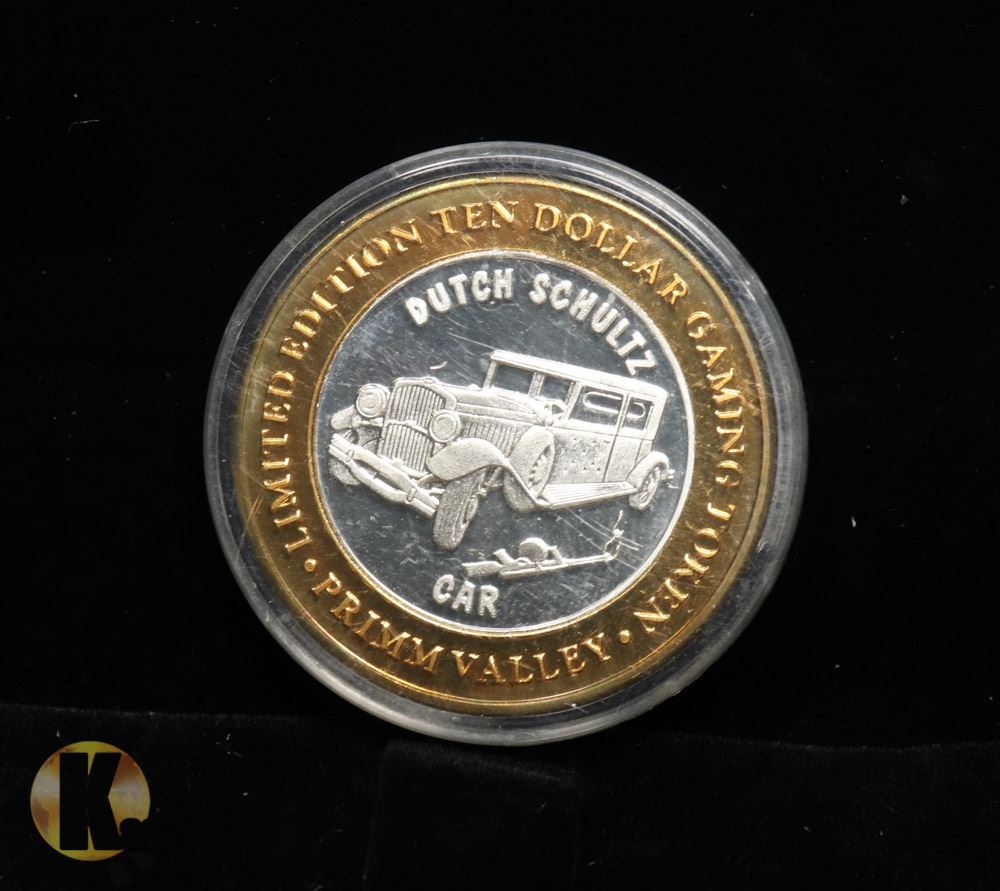 LIMITED EDITION TEN DOLLAR GAMING TOKEN
• PRIMM VALLEY •
DUTCH SCHULTZ
CAR
K